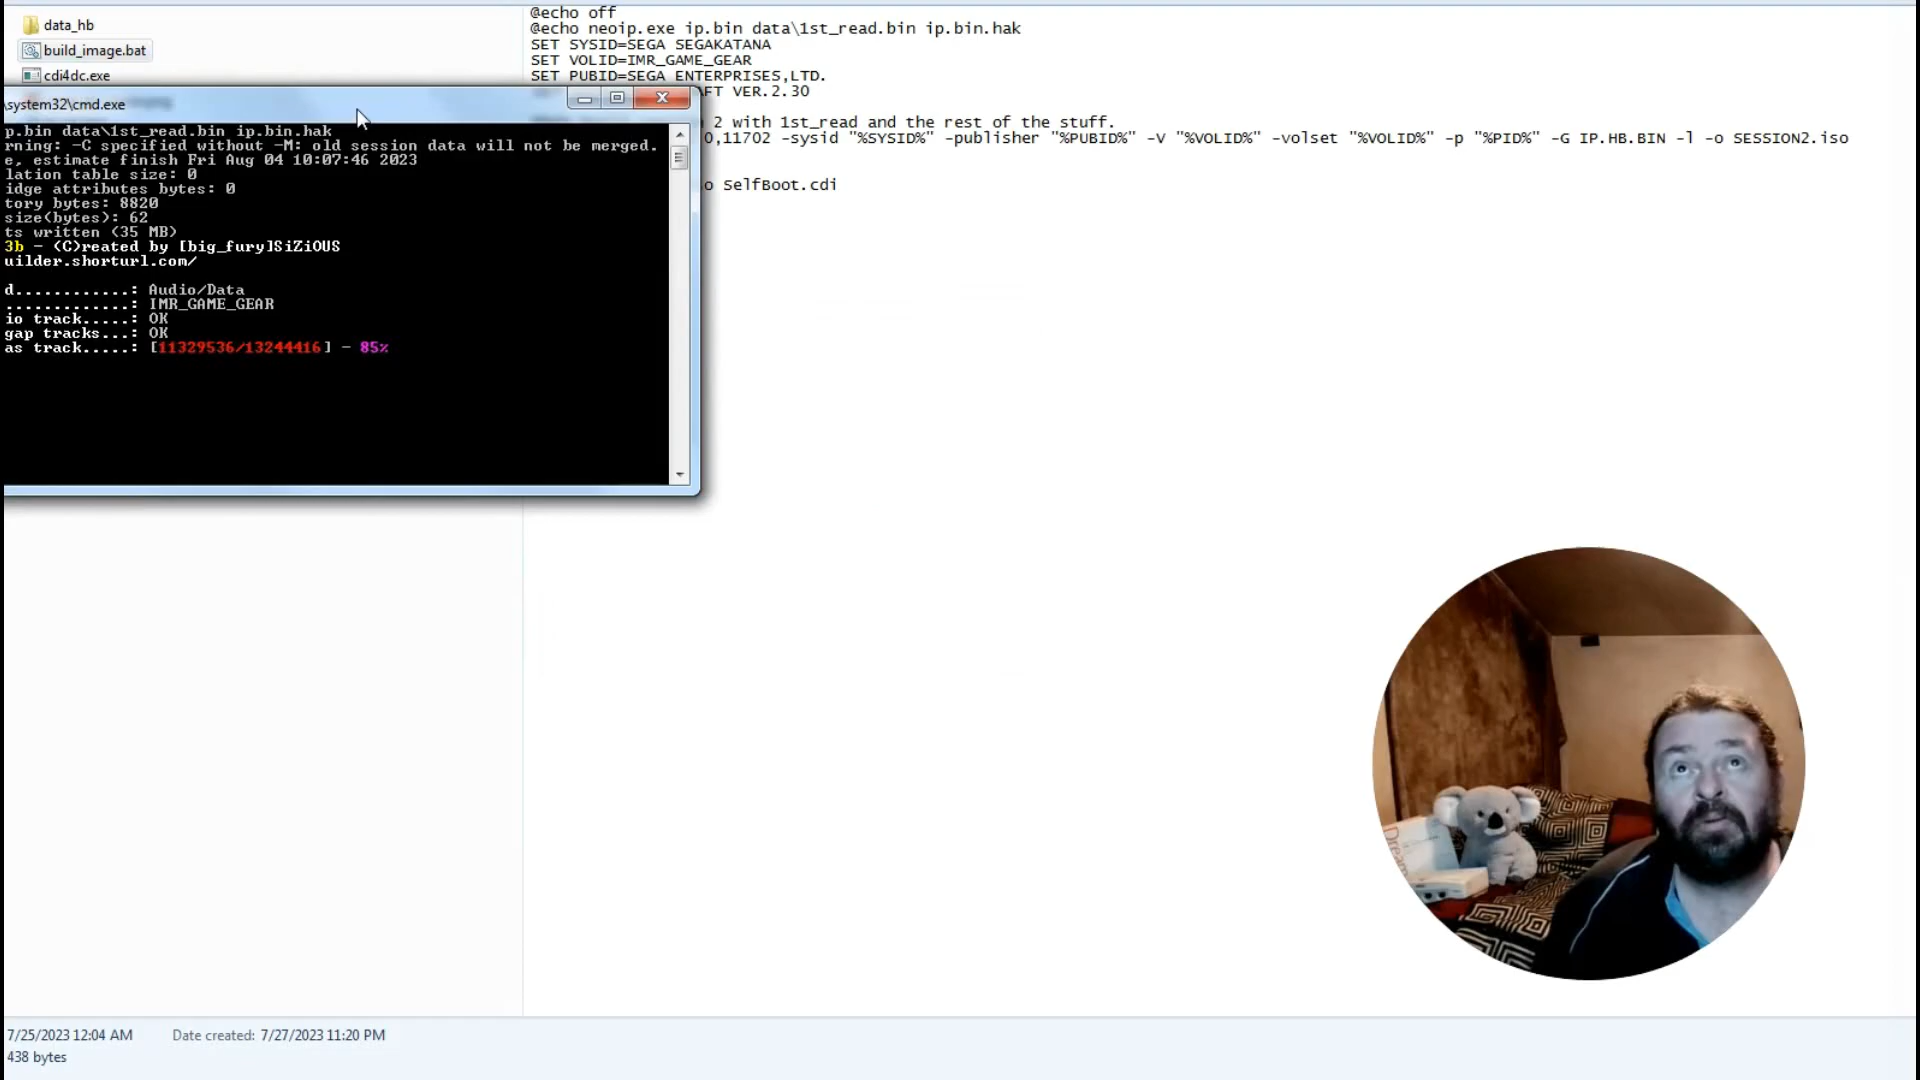 data_hb
build_image.bat
cdi4dc.exe
@echo off
@echo neoip.exe ip.bin data\1st_read.bin ip.bin.hak
SET SYSID=SEGA SEGAKATANA
SET VOLID=IMR_GAME_GEAR
SET PUBID=SEGA ENTERPRISES,LTD.
FT VER.2.30
2 with 1st_read and the rest of the stuff.
0,11702 -sysid "%SYSID%" -publisher "%PUBID%" -V "%VOLID%" -volset "%VOLID%" -p "%PID%" -G IP.HB.BIN -l -o SESSION2.iso
o SelfBoot.cdi
\system32\cmd.exe
p.bin data\1st_read.bin ip.bin.hak
rning: -C specified without -M: old session data will not be merged.
e, estimate finish Fri Aug 04 10:07:46 2023
lation table size: 0
idge attributes bytes: 0
tory bytes: 8820
size(bytes): 62
ts written (35 MB)
3b - (C)reated by [big_fury]SiZiOUS
uilder.shorturl.com/
d............: Audio/Data
.............: IMR_GAME_GEAR
io track.....: OK
gap tracks...: OK
as track.....: [11329536/13244416] - 85%
Dream
7/25/2023 12:04 AM Date created: 7/27/2023 11:20 PM
438 bytes